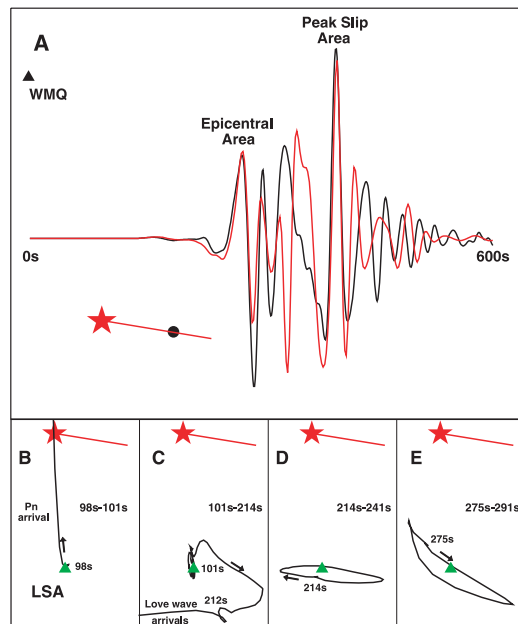 A
Peak Slip
Area
WMQ
Epicentral
Area
0s
600s
B
C
D
E
Pn
arrival
98s-101s
101s-214s
214s-241s
275s-291s
275s
98s
101s
LSA
212s
214s
Love wave
arrivals